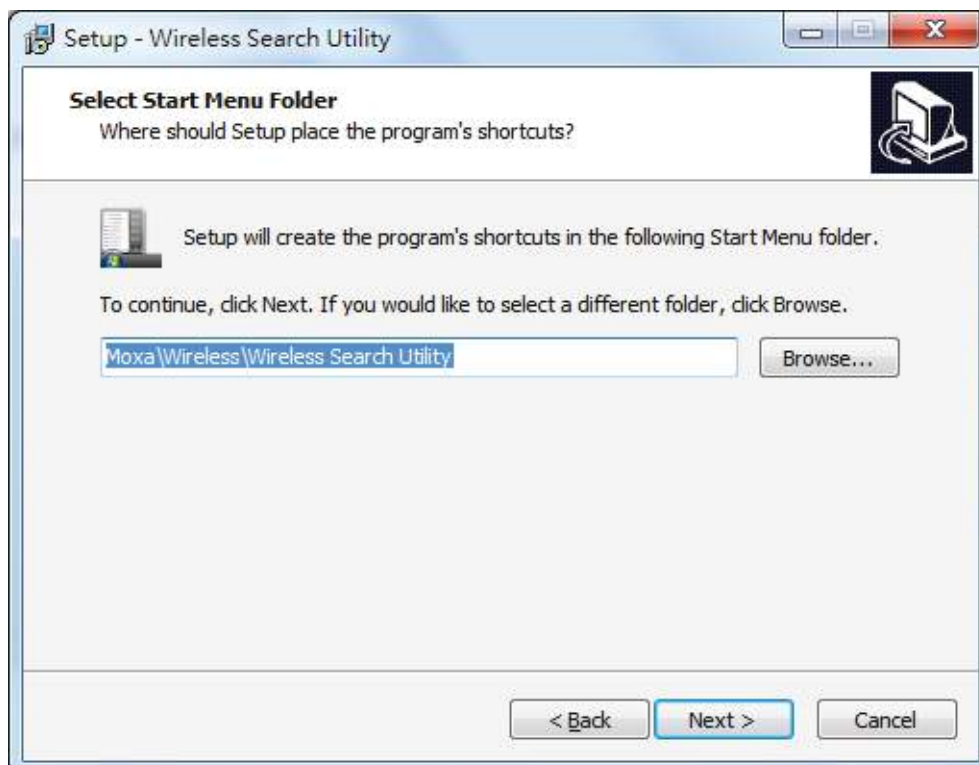 Setup - Wireless Search Utility
Select Start Menu Folder
Where should Setup place the program's shortcuts?
Setup will create the program's shortcuts in the following Start Menu folder.
To continue, click Next. If you would like to select a different folder, click Browse.
Moxa\Wireless\Wireless Search Utility
Browse...
< Back
Next >
Cancel